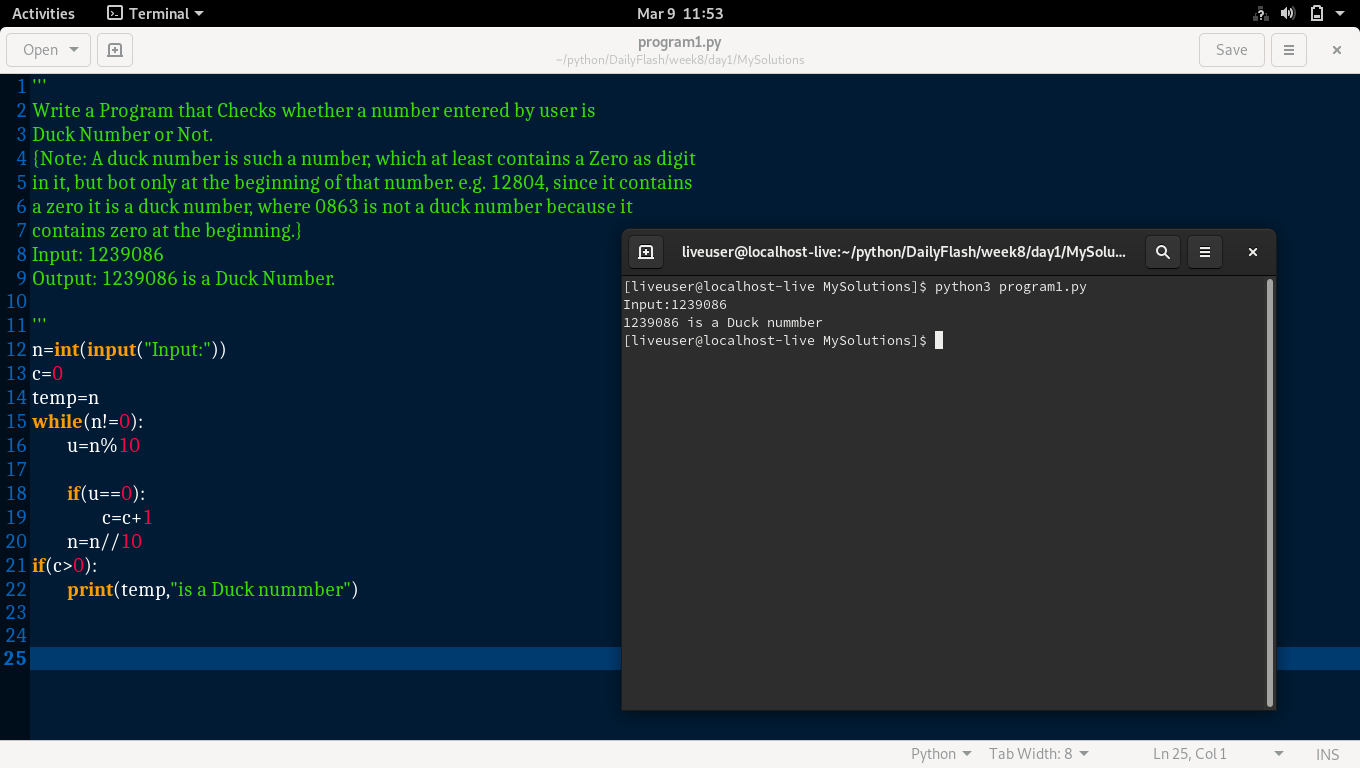 Activities Terminal Mar 9 11:53
Open program1.py Save
~/python/DailyFlash/week8/day1/MySolutions
1 '''
2 Write a Program that Checks whether a number entered by user is
3 Duck Number or Not.
4 {Note: A duck number is such a number, which at least contains a Zero as digit
5 in it, but bot only at the beginning of that number. e.g. 12804, since it contains
6 a zero it is a duck number, where 0863 is not a duck number because it
7 contains zero at the beginning.}
8 Input: 1239086
9 Output: 1239086 is a Duck Number.
10
11 '''
12 n=int(input("Input:"))
13 c=0
14 temp=n
15 while(n!=0):
16 u=n%10
17
18 if(u==0):
19 c=c+1
20 n=n//10
21 if(c>0):
22 print(temp,"is a Duck nummber")
23
24
25
liveuser@localhost-live:~/python/DailyFlash/week8/day1/MySolu...
[liveuser@localhost-live MySolutions]$ python3 program1.py
Input:1239086
1239086 is a Duck nummber
[liveuser@localhost-live MySolutions]$
Python Tab Width: 8 Ln 25, Col 1 INS